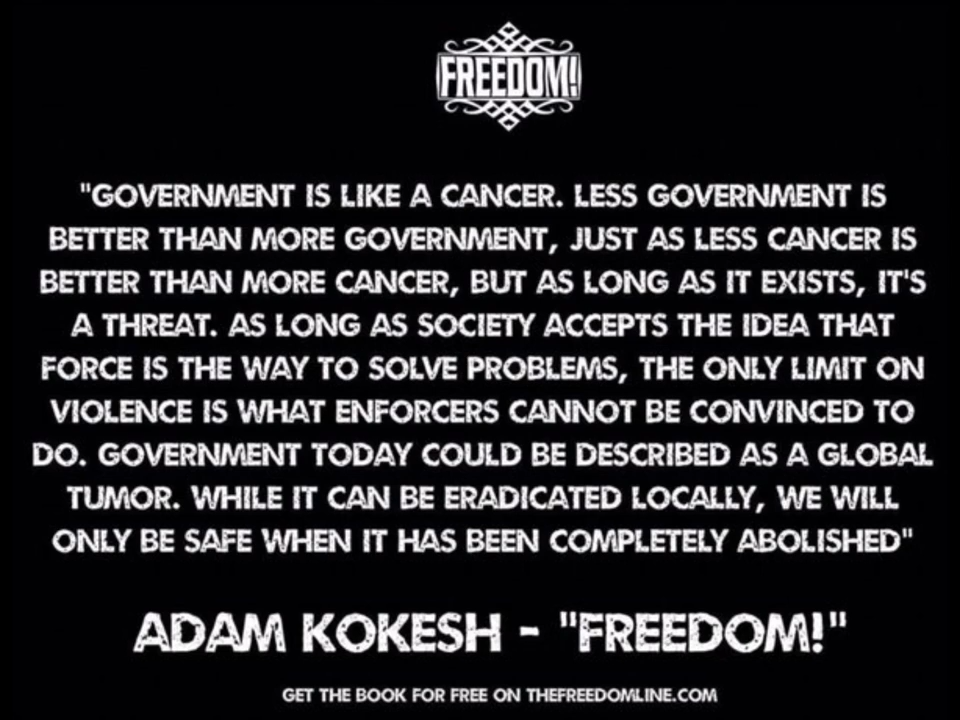 FREEDOM!
"GOVERNMENT IS LIKE A CANCER. LESS GOVERNMENT IS
BETTER THAN MORE GOVERNMENT, JUST AS LESS CANCER IS
BETTER THAN MORE CANCER, BUT AS LONG AS IT EXISTS, IT'S
A THREAT. AS LONG AS SOCIETY ACCEPTS THE IDEA THAT
FORCE IS THE WAY TO SOLVE PROBLEMS, THE ONLY LIMIT ON
VIOLENCE IS WHAT ENFORCERS CANNOT BE CONVINCED TO
DO. GOVERNMENT TODAY COULD BE DESCRIBED AS A GLOBAL
TUMOR. WHILE IT CAN BE ERADICATED LOCALLY, WE WILL
ONLY BE SAFE WHEN IT HAS BEEN COMPLETELY ABOLISHED"
ADAM KOKESH - "FREEDOM!"
GET THE BOOK FOR FREE ON THEFREEDOMLINE.COM